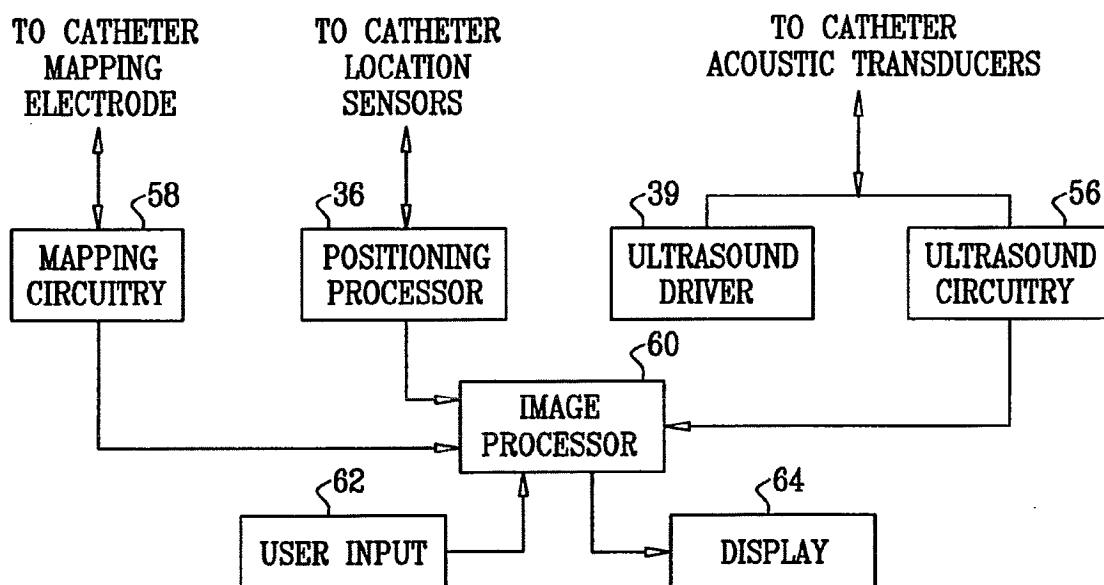 TO CATHETER
MAPPING
ELECTRODE
TO CATHETER
LOCATION
SENSORS
TO CATHETER
ACOUSTIC TRANSDUCERS
58
MAPPING
CIRCUITRY
36
POSITIONING
PROCESSOR
39
ULTRASOUND
DRIVER
56
ULTRASOUND
CIRCUITRY
60
IMAGE
PROCESSOR
62
USER INPUT
64
DISPLAY